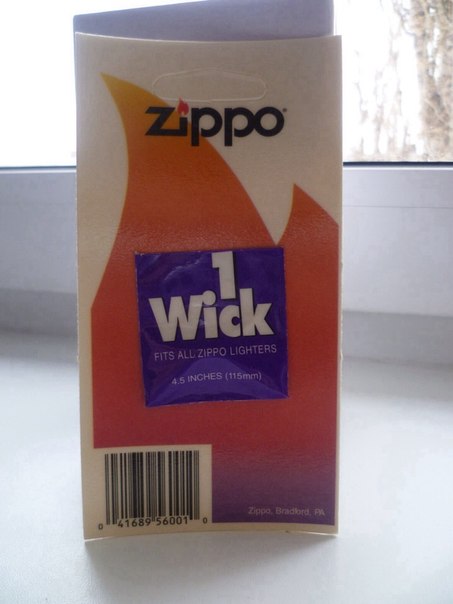 zippo
1
Wick
FITS ALL ZIPPO LIGHTERS
4.5 INCHES (115mm)
0 41689 56001 0
Zippo, Bradford, PA